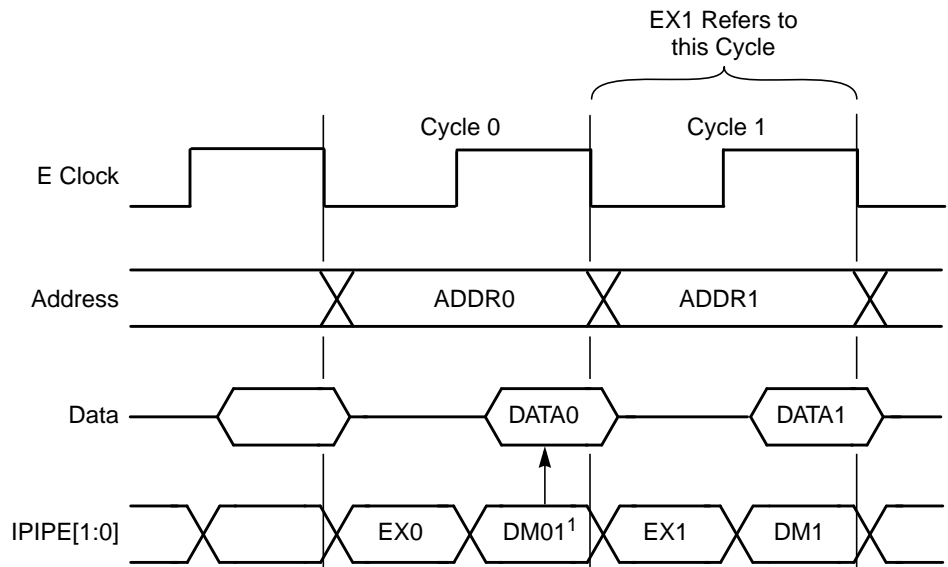 EX1 Refers to
this Cycle
Cycle 0
Cycle 1
E Clock
Address
ADDR0
ADDR1
Data
DATA0
DATA1
IPIPE[1:0]
EX0
DM01¹
EX1
DM1